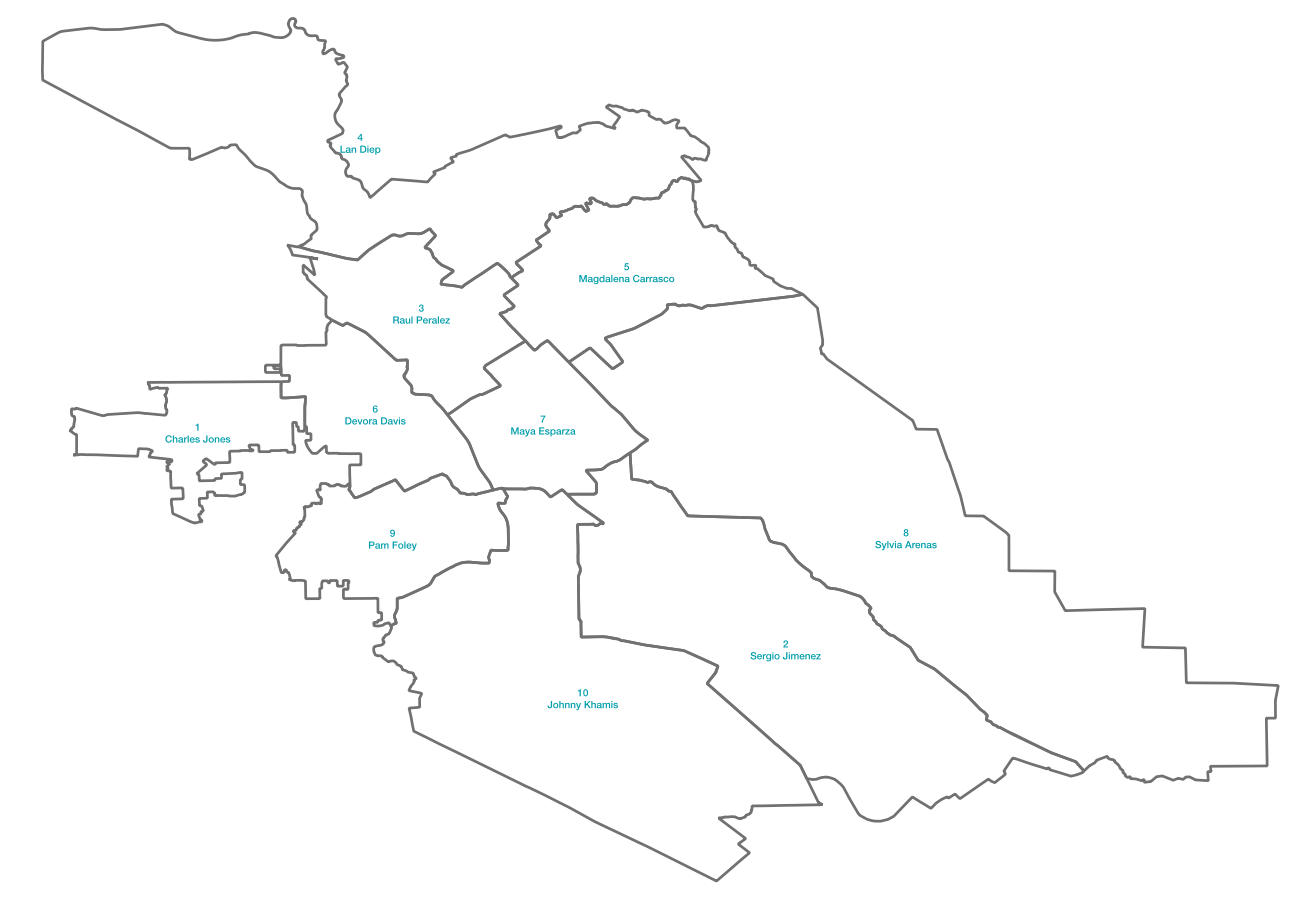 4
Lan Diep
5
Magdalena Carrasco
3
Raul Peralez
6
Devora Davis
7
Maya Esparza
1
Charles Jones
9
Pam Foley
8
Sylvia Arenas
2
Sergio Jimenez
10
Johnny Khamis